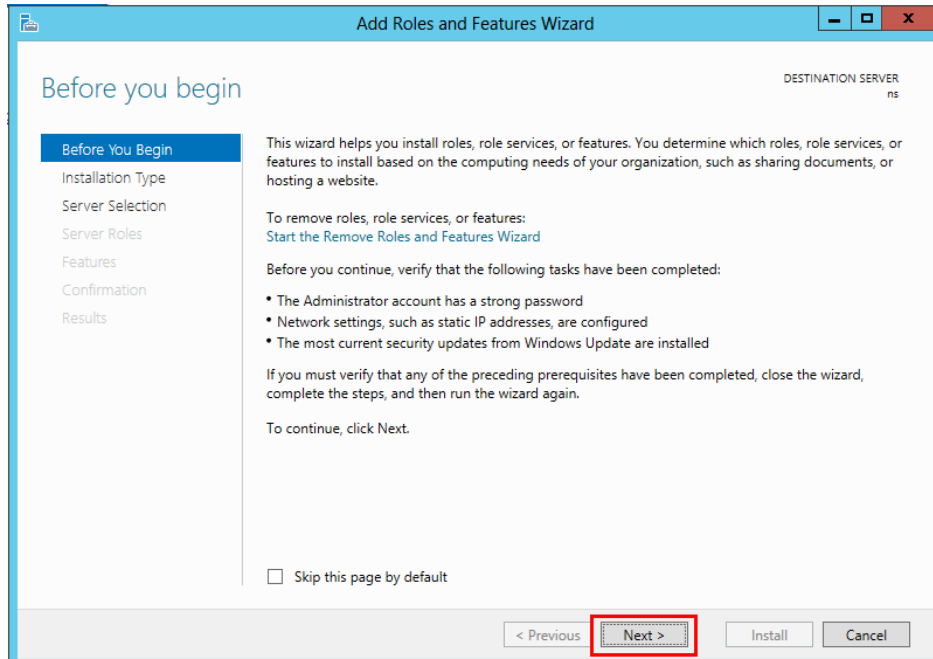 Add Roles and Features Wizard
Before you begin
DESTINATION SERVER
ns
Before You Begin
Installation Type
Server Selection
Server Roles
Features
Confirmation
Results
This wizard helps you install roles, role services, or features. You determine which roles, role services, or
features to install based on the computing needs of your organization, such as sharing documents, or
hosting a website.
To remove roles, role services, or features:
Start the Remove Roles and Features Wizard
Before you continue, verify that the following tasks have been completed:
• The Administrator account has a strong password
• Network settings, such as static IP addresses, are configured
• The most current security updates from Windows Update are installed
If you must verify that any of the preceding prerequisites have been completed, close the wizard,
complete the steps, and then run the wizard again.
To continue, click Next.
Skip this page by default
< Previous
Next >
Install
Cancel